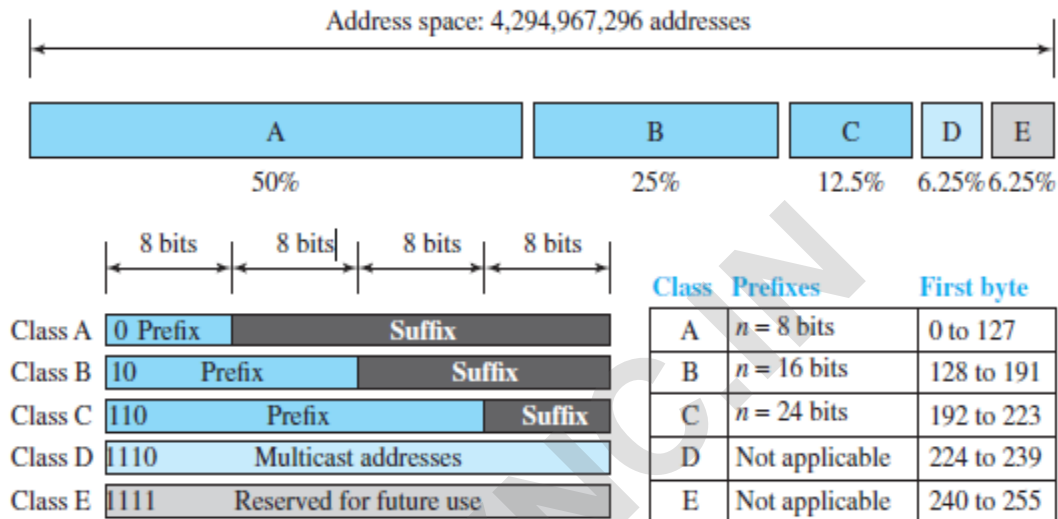 Address space: 4,294,967,296 addresses
A B C D E
50% 25% 12.5% 6.25% 6.25%
8 bits 8 bits 8 bits 8 bits
Class A 0 Prefix Suffix
Class B 10 Prefix Suffix
Class C 110 Prefix Suffix
Class D 1110 Multicast addresses
Class E 1111 Reserved for future use
Class Prefixes First byte
A n = 8 bits 0 to 127
B n = 16 bits 128 to 191
C n = 24 bits 192 to 223
D Not applicable 224 to 239
E Not applicable 240 to 255
NC.IN